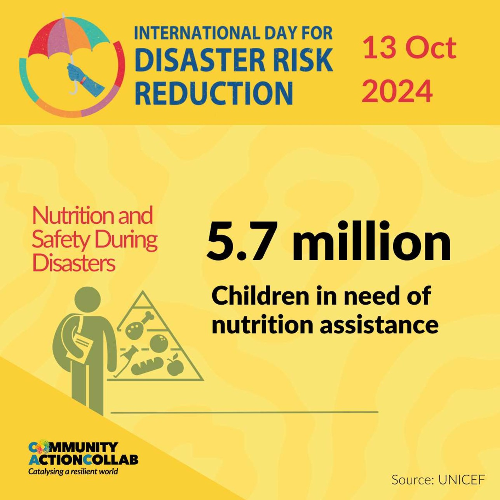 INTERNATIONAL DAY FOR
DISASTER RISK
REDUCTION
13 Oct
2024
Nutrition and
Safety During
Disasters
5.7 million
Children in need of
nutrition assistance
COMMUNITY
ACTIONCOLLAB
Catalysing a resilient world
Source: UNICEF